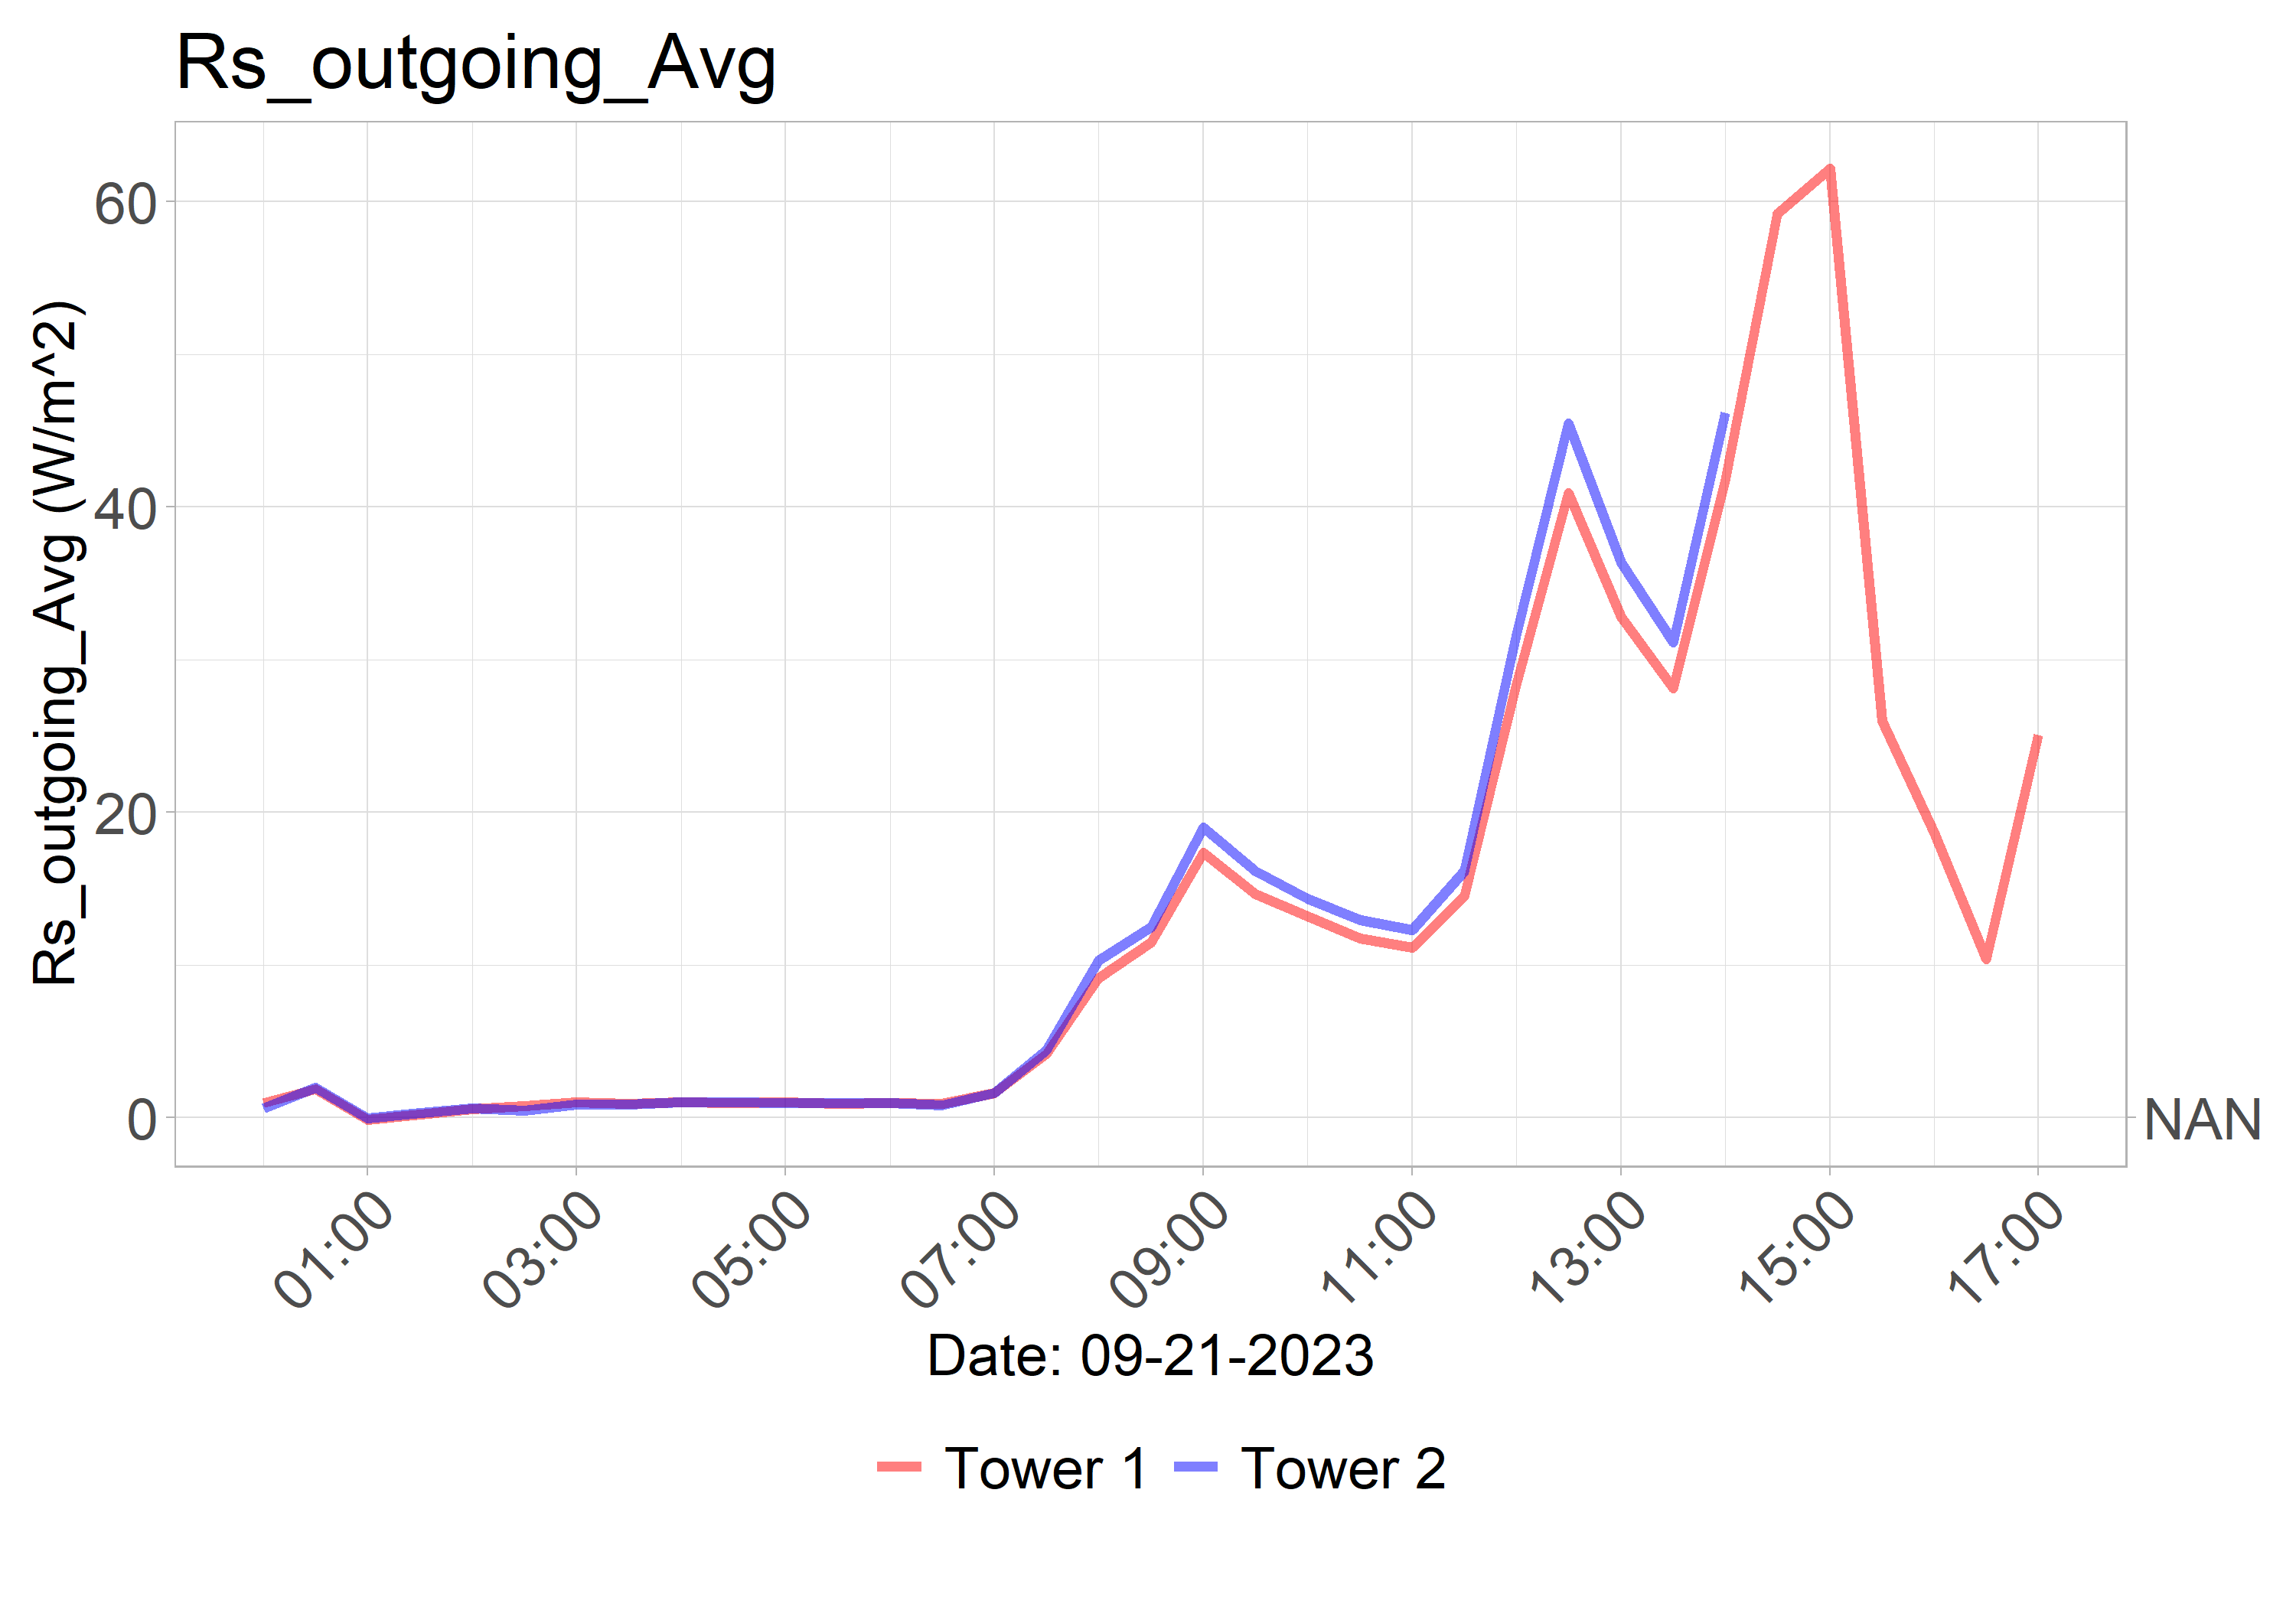 Rs_outgoing_Avg
Rs_outgoing_Avg (W/m^2)
60
40
20
0
NAN
01:00
03:00
05:00
07:00
09:00
11:00
13:00
15:00
17:00
Date: 09-21-2023
Tower 1
Tower 2